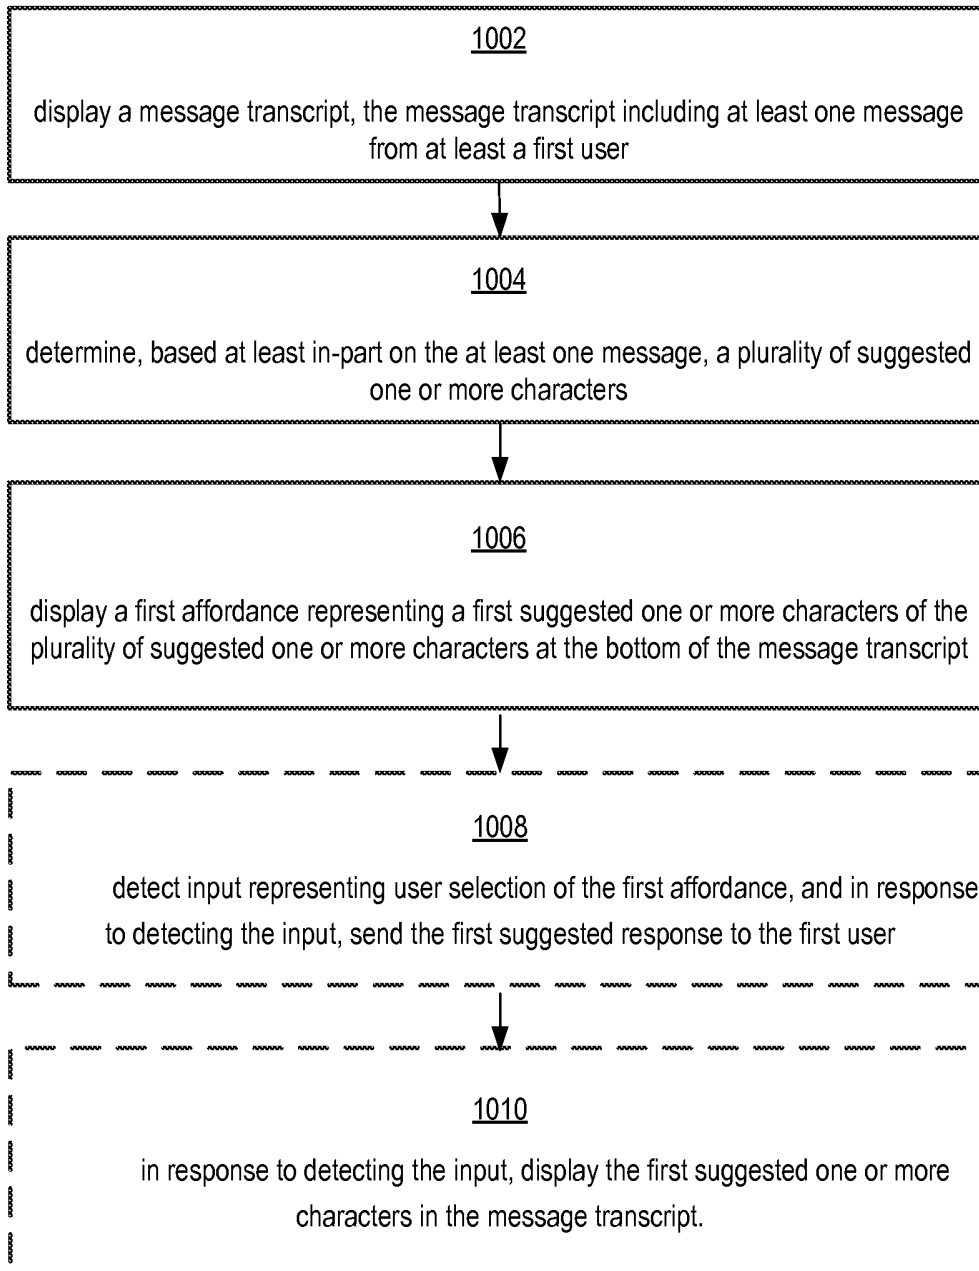 1002
display a message transcript, the message transcript including at least one message
from at least a first user
1004
determine, based at least in-part on the at least one message, a plurality of suggested
one or more characters
1006
display a first affordance representing a first suggested one or more characters of the
plurality of suggested one or more characters at the bottom of the message transcript
1008
detect input representing user selection of the first affordance, and in response
to detecting the input, send the first suggested response to the first user
1010
in response to detecting the input, display the first suggested one or more
characters in the message transcript.